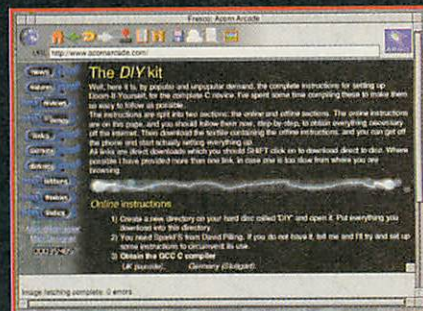 Fresco: Acorn Arcade
URL http://www.acornarcade.com/
news
features
reviews
games
The DIY kit
Well, here it is, by populo and unpopular demand, the complete instructions for setting up
Doom-It-Yourself, for the complete C novice. I've spent some time compiling these to make them
as easy to follow as possible.
The instructions are split into two sections: the online and offline sections. The online instructions
are on this page, and you should follow them now, step-by-step, to obtain everything necessary
off the internet. Then download the textfile containing the offline instructions, and you can get off
the phone and start actually setting everything up.
All links are direct downloads which you should SHIFT click on to download direct to disc. Where
possible I have provided more than one link, in case one is too slow from where you are
browsing.
Online instructions
1) Create a new directory on your hard disc called 'DIY' and open it. Put everything you
download into this directory.
2) You need SparkFS from David Pilling. If you do not have it, tell me and I'll try and set up
some instructions to circumvent its use.
3) Obtain the GCC C compiler
UK Germany (Stuttgart)
Image fetching complete: 0 errors